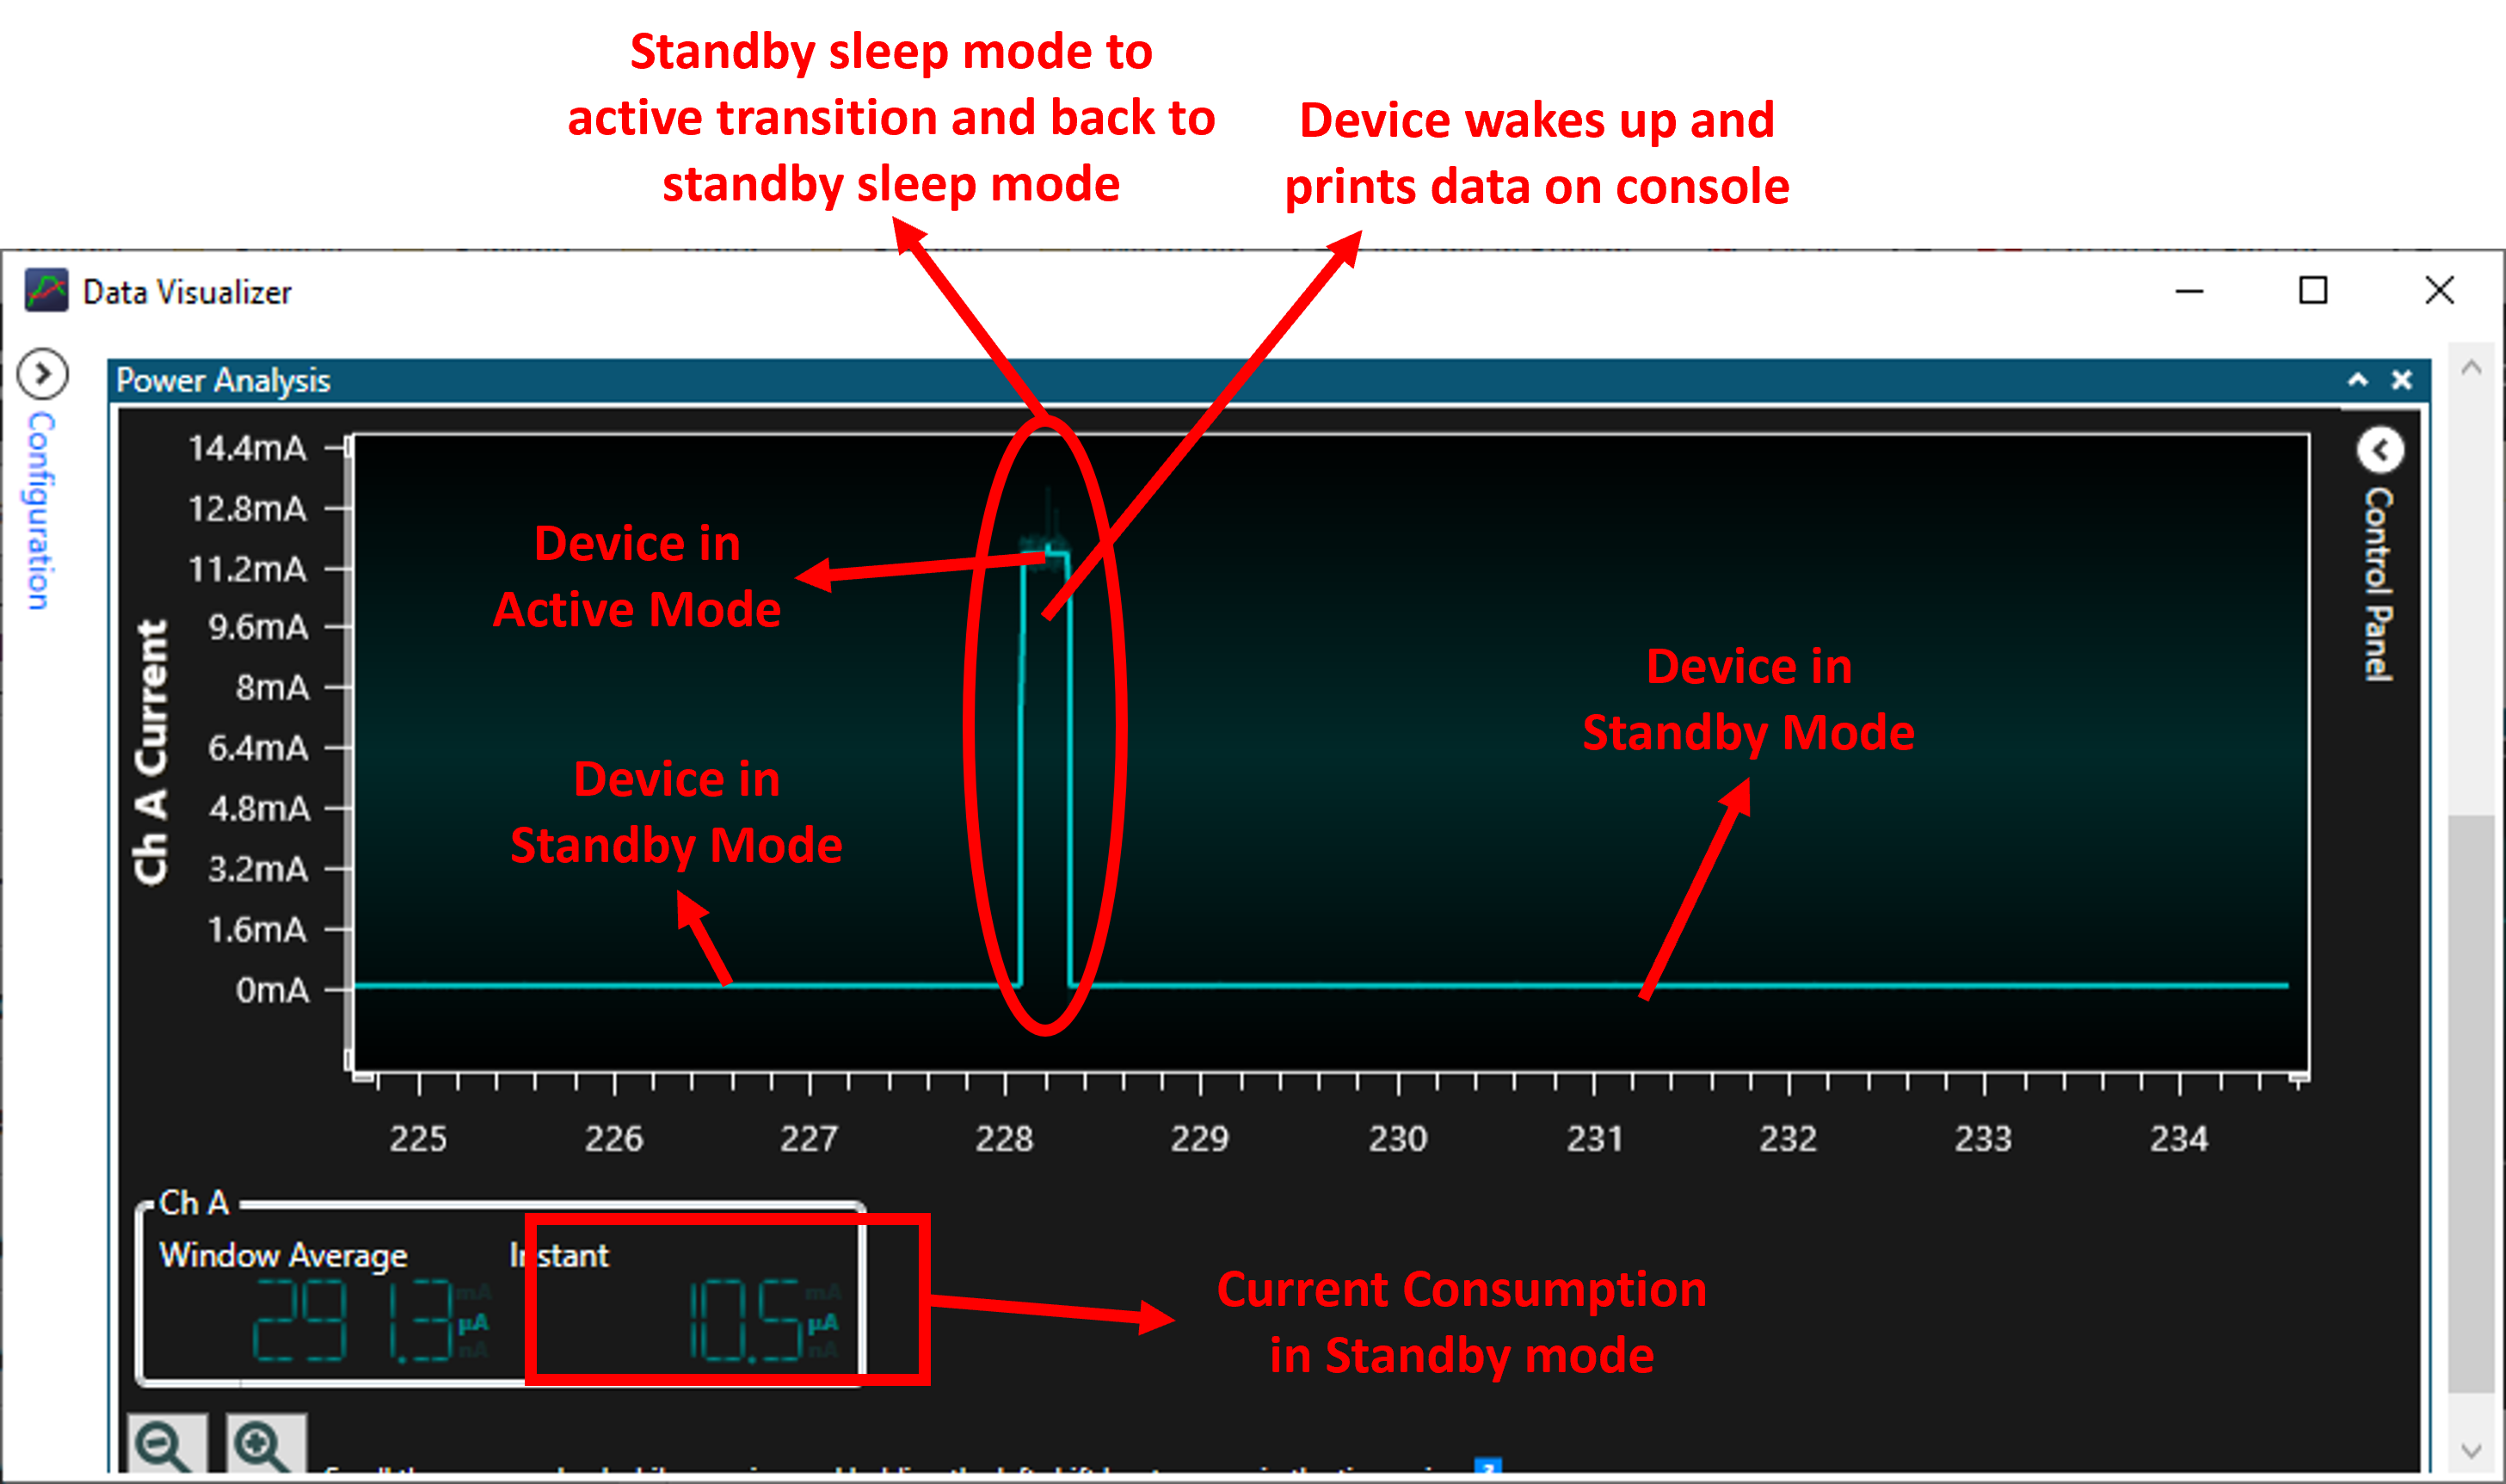 Standby sleep mode to
active transition and back to
standby sleep mode
Device wakes up and
prints data on console
Data Visualizer
Configuration
Power Analysis
Control Panel
Ch A Current
14.4mA
12.8mA
11.2mA
9.6mA
8mA
6.4mA
4.8mA
3.2mA
1.6mA
0mA
Device in
Active Mode
Device in
Standby Mode
Device in
Standby Mode
225 226 227 228 229 230 231 232 233 234
Ch A
Window Average Instant
291.3 mA µA nA
10.5 mA µA nA
Current Consumption
in Standby mode